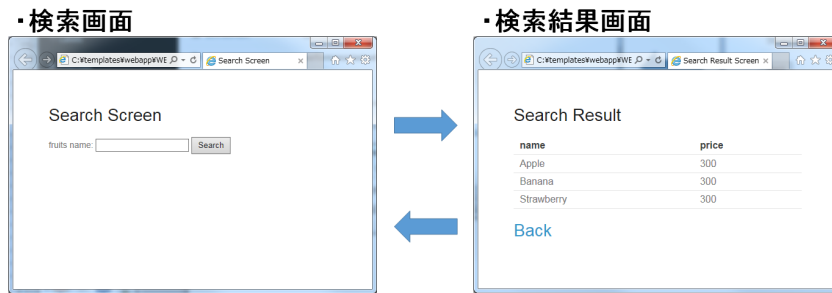 ・検索画面
C:¥templates¥webapp¥WE
Search Screen
Search Screen
fruits name:
Search
・検索結果画面
C:¥templates¥webapp¥WE
Search Result Screen
Search Result
name price
Apple 300
Banana 300
Strawberry 300
Back